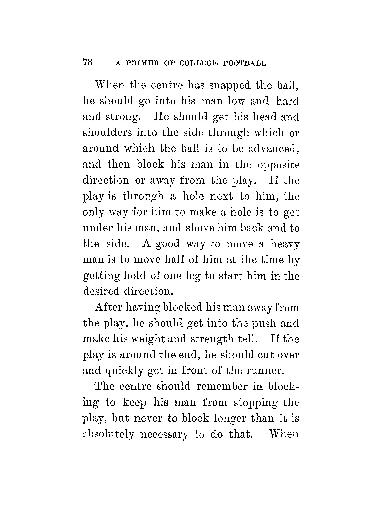 78 A PRIMER OF COLLEGE FOOTBALL
When the centre has snapped the ball,
he should go into his man low and hard
and strong. He should get his head and
shoulders into the side through which or
around which the ball is to be advanced,
and then block his man in the opposite
direction or away from the play. If the
play is through a hole next to him, the
only way for him to make a hole is to get
under his man, and shove him back and to
the side. A good way to move a heavy
man is to move half of him at the time by
getting hold of one leg to start him in the
desired direction.
After having blocked his man away from
the play, he should get into the push and
make his weight and strength tell. If the
play is around the end, he should cut over
and quickly get in front of the runner.
The centre should remember in block-
ing to keep his man from stopping the
play, but never to block longer than it is
absolutely necessary to do that. When